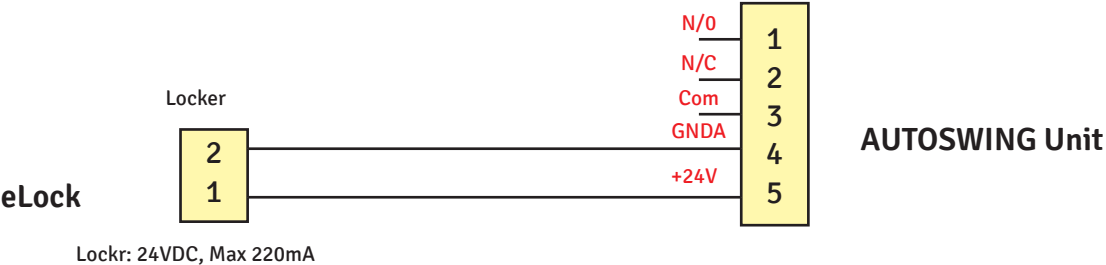 N/0
1
N/C
2
Locker
Com
3
GNDA
AUTOSWING Unit
2
4
+24V
eLock
1
5
Lockr: 24VDC, Max 220mA